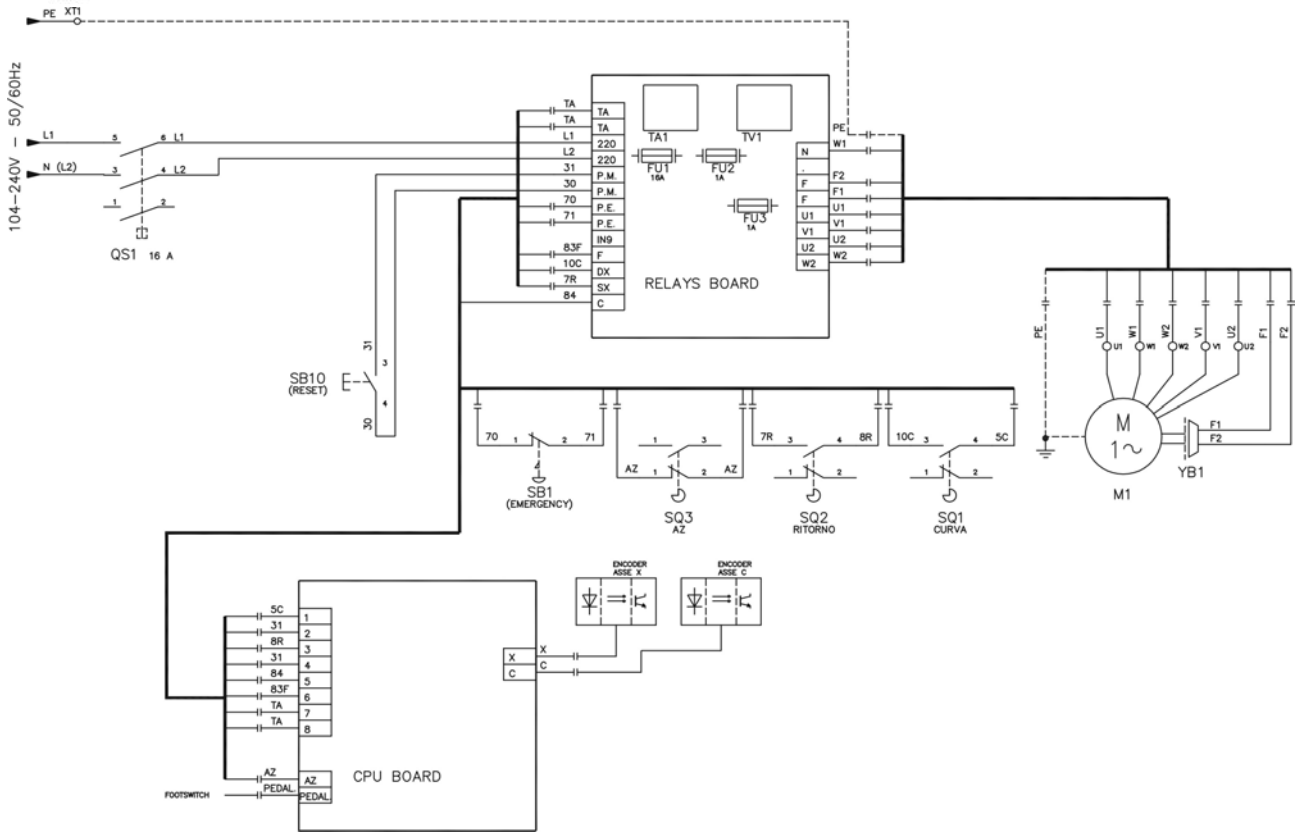 PE XT1
104-240V - 50/60Hz
L1 5 6 L1
N (L2) 3 4 L2
1 2
QS1 16 A
TA TA
TA TA
L1 220
L2 220
31 P.M.
30 P.M.
70 P.E.
71 P.E.
IN9
83F F
10C DX
7R SX
84 C
TA1 TV1
FU1 FU2
16A 1A
FU3
1A
RELAYS BOARD
PE
N W1
.
F F2
F F1
U1 U1
V1 V1
U2 U2
W2 W2
31
3
SB10
(RESET)
4
30
70 1 2 71
SB1
(EMERGENCY)
1 3
AZ 1 2 AZ
SQ3
AZ
7R 3 4 8R
1 2
SQ2
RITORNO
10C 3 4 5C
1 2
SQ1
CURVA
PE U1 W1 W2 V1 U2 F1 F2
U1 W1 W2 V1 U2
M
1~
M1
F1
F2
YB1
ENCODER
ASSE X
ENCODER
ASSE C
5C 1
31 2
8R 3
31 4
84 5
83F 6
TA 7
TA 8
X X
C C
AZ AZ
FOOTSWITCH PEDAL. PEDAL.
CPU BOARD